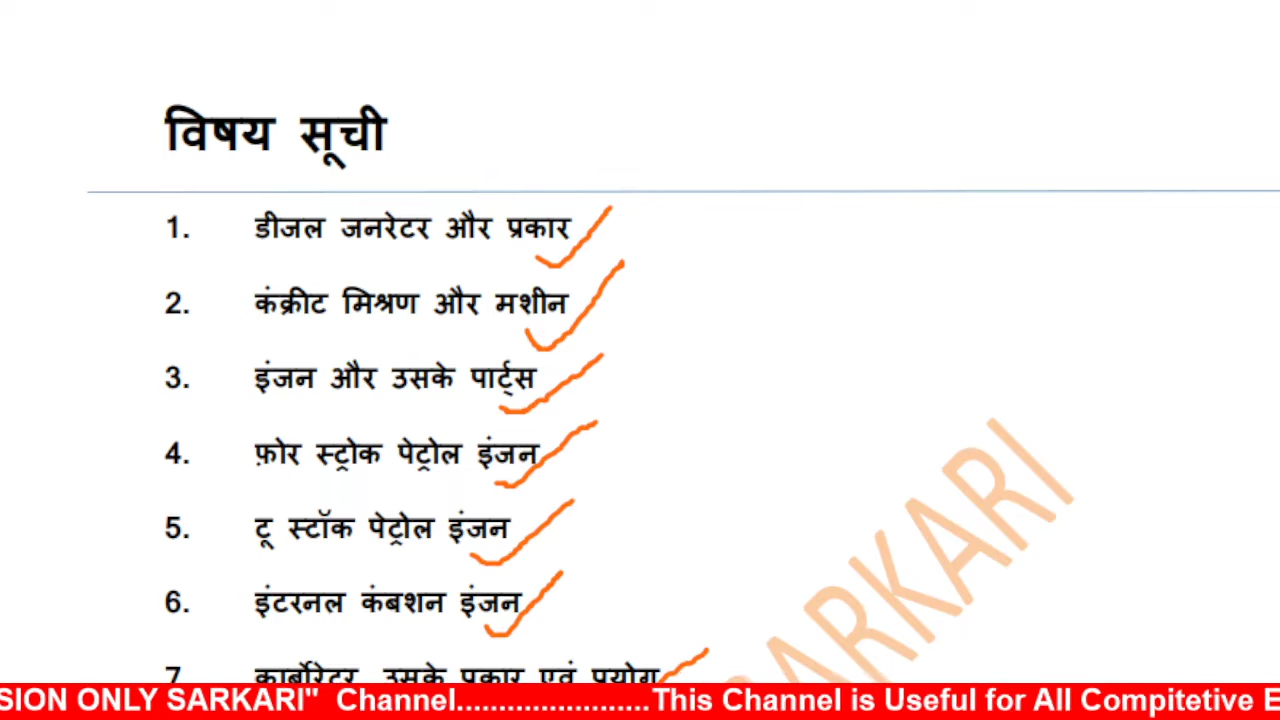 विषय सूची
1. डीजल जनरेटर और प्रकार
2. कंक्रीट मिश्रण और मशीन
3. इंजन और उसके पार्ट्स
4. फ़ोर स्ट्रोक पेट्रोल इंजन
5. टू स्टॉक पेट्रोल इंजन
6. इंटरनल कंबशन इंजन
7. कार्बोरेटर, उसके प्रकार एवं प्रयोग
SARKARI
SION ONLY SARKARI" Channel.......................This Channel is Useful for All Compitetive E